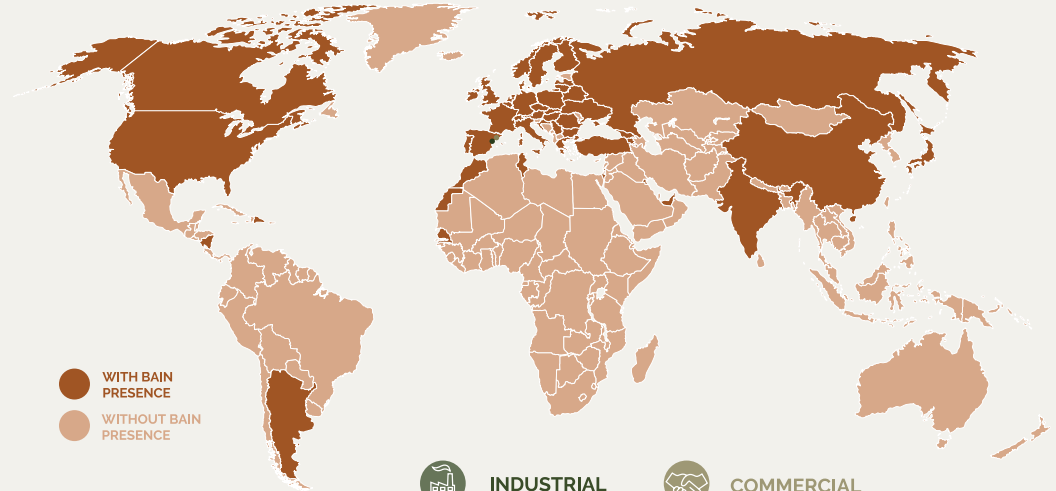 WITH BAIN
PRESENCE
WITHOUT BAIN
PRESENCE
INDUSTRIAL
COMMERCIAL